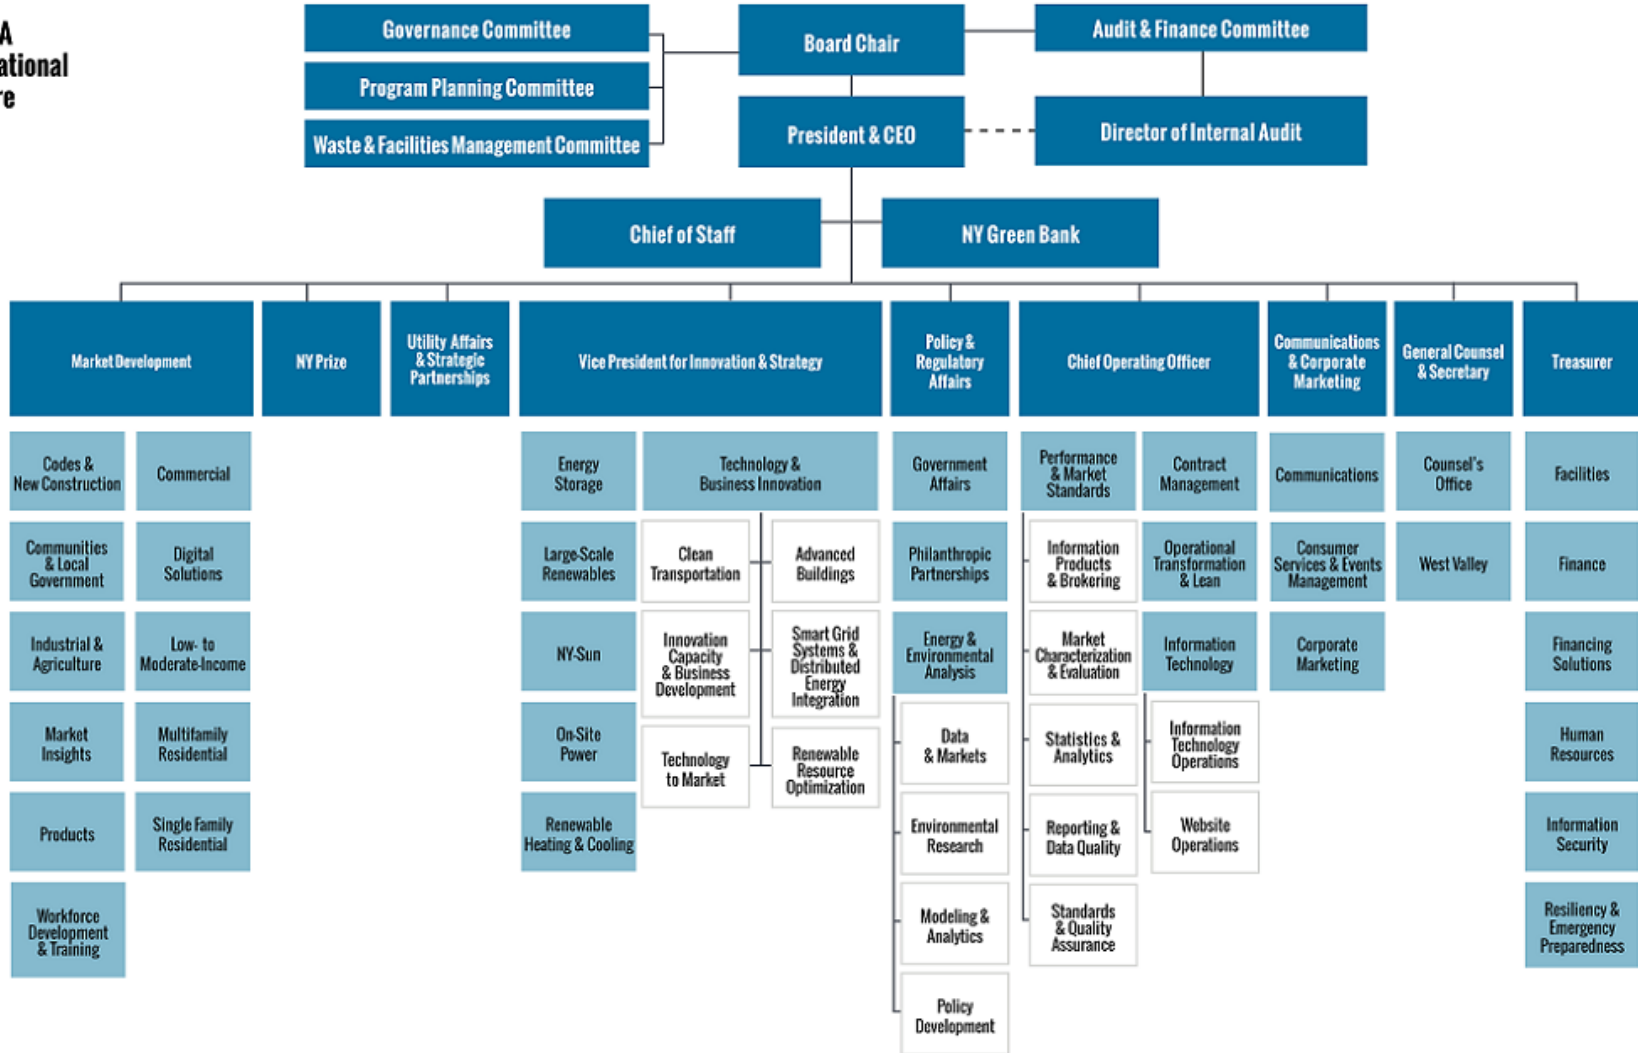 A
ational
re
Governance Committee
Program Planning Committee
Waste & Facilities Management Committee
Board Chair
President & CEO
Audit & Finance Committee
Director of Internal Audit
Chief of Staff
NY Green Bank
Market Development
NY Prize
Utility Affairs
& Strategic
Partnerships
Vice President for Innovation & Strategy
Policy &
Regulatory
Affairs
Chief Operating Officer
Communications
& Corporate
Marketing
General Counsel
& Secretary
Treasurer
Codes &
New Construction
Communities
& Local
Government
Industrial &
Agriculture
Market
Insights
Products
Workforce
Development
& Training
Commercial
Digital
Solutions
Low- to
Moderate-Income
Multifamily
Residential
Single Family
Residential
Energy
Storage
Large-Scale
Renewables
NY-Sun
On-Site
Power
Renewable
Heating & Cooling
Technology &
Business Innovation
Clean
Transportation
Innovation
Capacity
& Business
Development
Technology
to Market
Advanced
Buildings
Smart Grid
Systems &
Distributed
Energy
Integration
Renewable
Resource
Optimization
Government
Affairs
Philanthropic
Partnerships
Energy &
Environmental
Analysis
Data
& Markets
Environmental
Research
Modeling &
Analytics
Policy
Development
Performance
& Market
Standards
Information
Products
& Brokering
Market
Characterization
& Evaluation
Statistics &
Analytics
Reporting &
Data Quality
Standards
& Quality
Assurance
Contract
Management
Operational
Transformation
& Lean
Information
Technology
Information
Technology
Operations
Website
Operations
Communications
Consumer
Services & Events
Management
Corporate
Marketing
Counsel's
Office
West Valley
Facilities
Finance
Financing
Solutions
Human
Resources
Information
Security
Resiliency &
Emergency
Preparedness